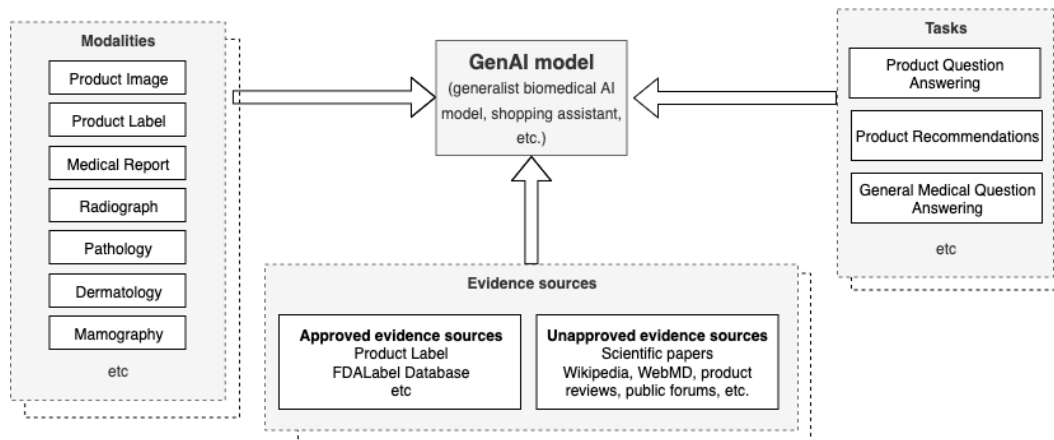 Modalities
Product Image
Product Label
Medical Report
Radiograph
Pathology
Dermatology
Mamography
etc
GenAI model
(generalist biomedical AI
model, shopping assistant,
etc.)
Tasks
Product Question
Answering
Product Recommendations
General Medical Question
Answering
etc
Evidence sources
Approved evidence sources
Product Label
FDALabel Database
etc
Unapproved evidence sources
Scientific papers
Wikipedia, WebMD, product
reviews, public forums, etc.